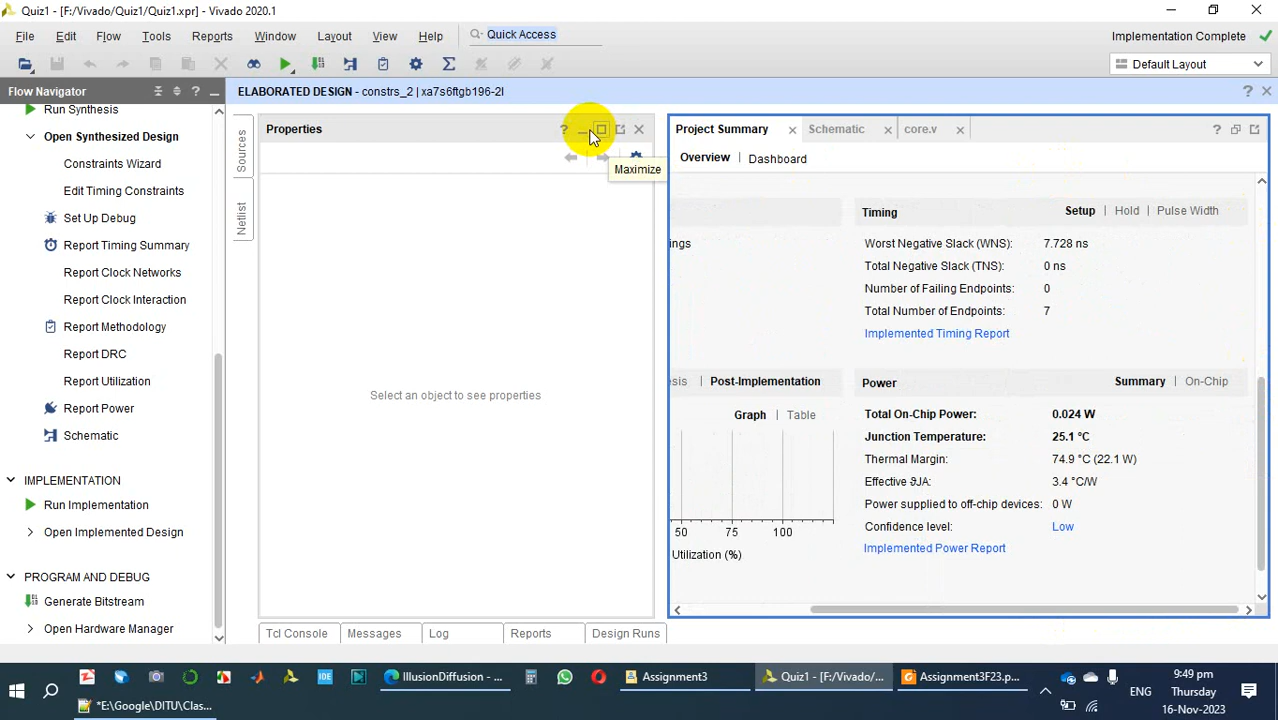 Quiz1 - [F:/Vivado/Quiz1/Quiz1.xpr] - Vivado 2020.1
File Edit Flow Tools Reports Window Layout View Help Quick Access Implementation Complete
Default Layout
Flow Navigator
ELABORATED DESIGN - constrs_2 | xa7s6ftgb196-2I
Run Synthesis
Open Synthesized Design
Constraints Wizard
Edit Timing Constraints
Set Up Debug
Report Timing Summary
Report Clock Networks
Report Clock Interaction
Report Methodology
Report DRC
Report Utilization
Report Power
Schematic
IMPLEMENTATION
Run Implementation
Open Implemented Design
PROGRAM AND DEBUG
Generate Bitstream
Open Hardware Manager
Sources
Netlist
Properties
Maximize
Select an object to see properties
Tcl Console Messages Log Reports Design Runs
Project Summary Schematic core.v
Overview Dashboard
ings
Timing Setup Hold Pulse Width
Worst Negative Slack (WNS): 7.728 ns
Total Negative Slack (TNS): 0 ns
Number of Failing Endpoints: 0
Total Number of Endpoints: 7
Implemented Timing Report
sis Post-Implementation
Graph Table
50 75 100
Utilization (%)
Power Summary On-Chip
Total On-Chip Power: 0.024 W
Junction Temperature: 25.1 °C
Thermal Margin: 74.9 °C (22.1 W)
Effective ϑJA: 3.4 °C/W
Power supplied to off-chip devices: 0 W
Confidence level: Low
Implemented Power Report
IDE IllusionDiffusion - ... Assignment3 Quiz1 - [F:/Vivado/... Assignment3F23.p...
*E:\Google\DITU\Clas...
ENG
9:49 pm
Thursday
16-Nov-2023